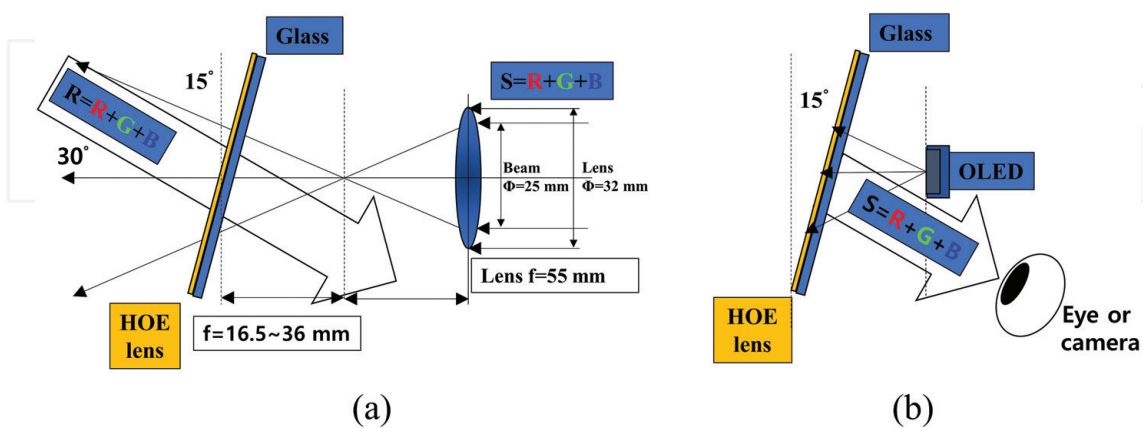 Glass
15°
S=R+G+B
R=R+G+B
30°
Beam
Φ=25 mm
Lens
Φ=32 mm
Lens f=55 mm
HOE
lens
f=16.5~36 mm
(a)
Glass
15°
OLED
S=R+G+B
HOE
lens
Eye or
camera
(b)